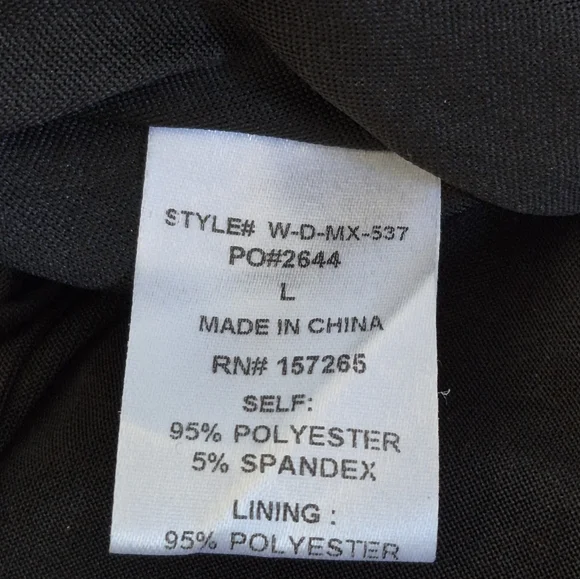 STYLE# W-D-MX-537
PO#2644
L
MADE IN CHINA
RN# 157265
SELF:
95% POLYESTER
5% SPANDEX
LINING :
95% POLYESTER